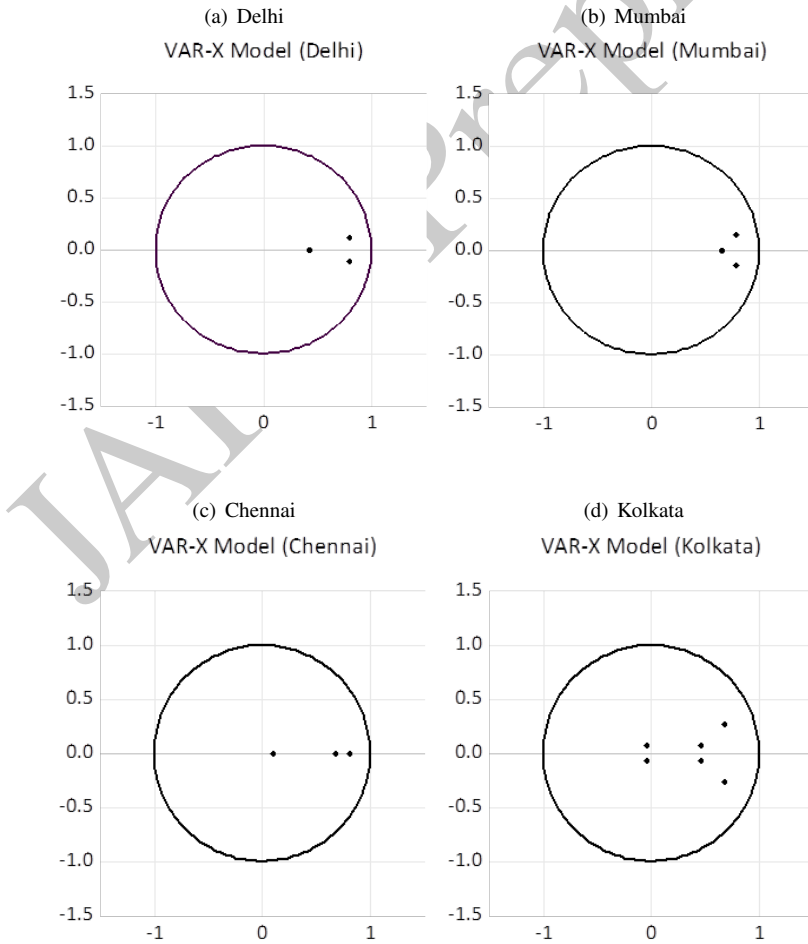 (a) Delhi
VAR-X Model (Delhi)
1.5
1.0
0.5
0.0
-0.5
-1.0
-1.5
-1 0 1
(b) Mumbai
VAR-X Model (Mumbai)
1.5
1.0
0.5
0.0
-0.5
-1.0
-1.5
-1 0 1
(c) Chennai
VAR-X Model (Chennai)
1.5
1.0
0.5
0.0
-0.5
-1.0
-1.5
-1 0 1
(d) Kolkata
VAR-X Model (Kolkata)
1.5
1.0
0.5
0.0
-0.5
-1.0
-1.5
-1 0 1